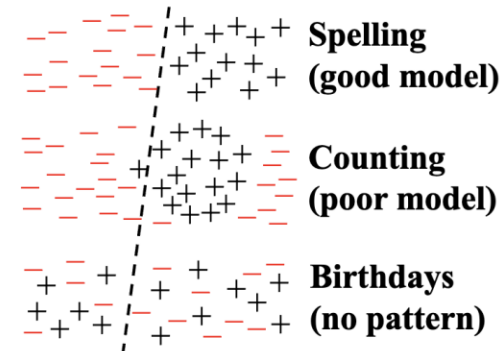 Spelling
(good model)
Counting
(poor model)
Birthdays
(no pattern)